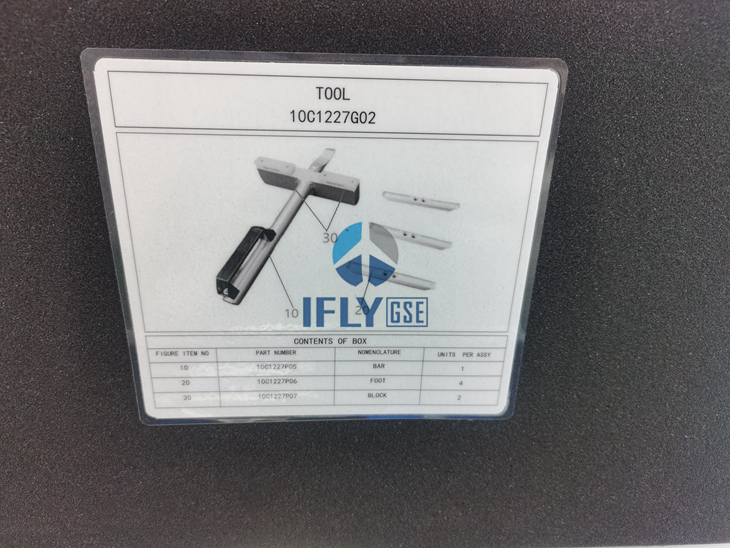 TOOL
10C1227G02
30
10
20
IFLY GSE
CONTENTS OF BOX
FIGURE ITEM NO PART NUMBER NOMENCLATURE UNITS PER ASSY
10 10C1227P05 BAR 1
20 10C1227P06 FOOT 4
30 10C1227P07 BLOCK 2